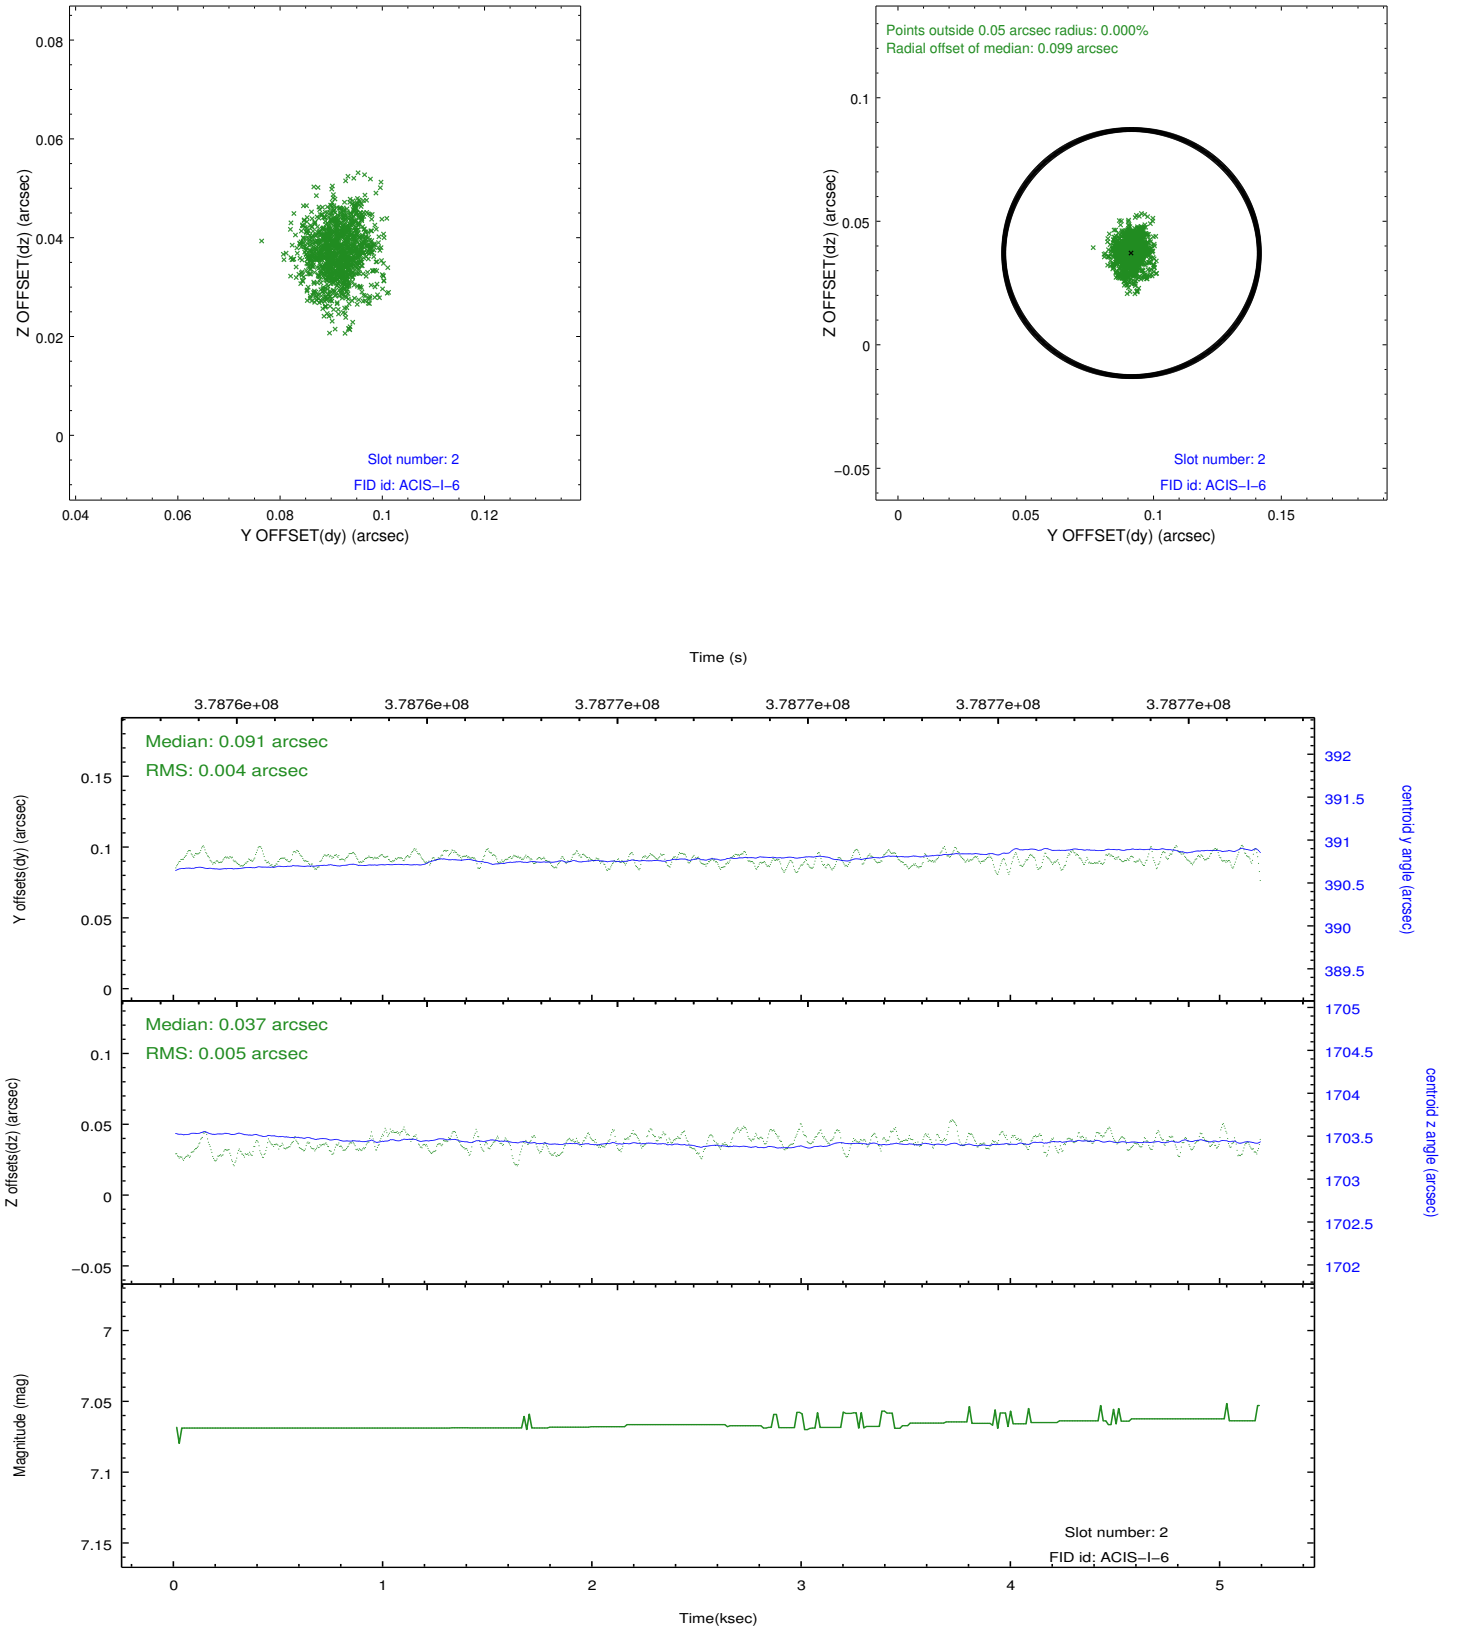 0.08
0.06
0.04
0.02
0
Z OFFSET(dz) (arcsec)
Slot number: 2
FID id: ACIS−I−6
0.04 0.06 0.08 0.1 0.12
Y OFFSET(dy) (arcsec)
Points outside 0.05 arcsec radius: 0.000%
Radial offset of median: 0.099 arcsec
0.1
0.05
0
−0.05
Z OFFSET(dz) (arcsec)
Slot number: 2
FID id: ACIS−I−6
0 0.05 0.1 0.15
Y OFFSET(dy) (arcsec)
Time (s)
3.7876e+08 3.7876e+08 3.7877e+08 3.7877e+08 3.7877e+08 3.7877e+08
Median: 0.091 arcsec
RMS: 0.004 arcsec
0.15
0.1
0.05
0
Y offsets(dy) (arcsec)
392
391.5
391
390.5
390
389.5
centroid y angle (arcsec)
Median: 0.037 arcsec
RMS: 0.005 arcsec
0.1
0.05
0
−0.05
Z offsets(dz) (arcsec)
1705
1704.5
1704
1703.5
1703
1702.5
1702
centroid z angle (arcsec)
7
7.05
7.1
7.15
Magnitude (mag)
Slot number: 2
FID id: ACIS−I−6
0 1 2 3 4 5
Time(ksec)